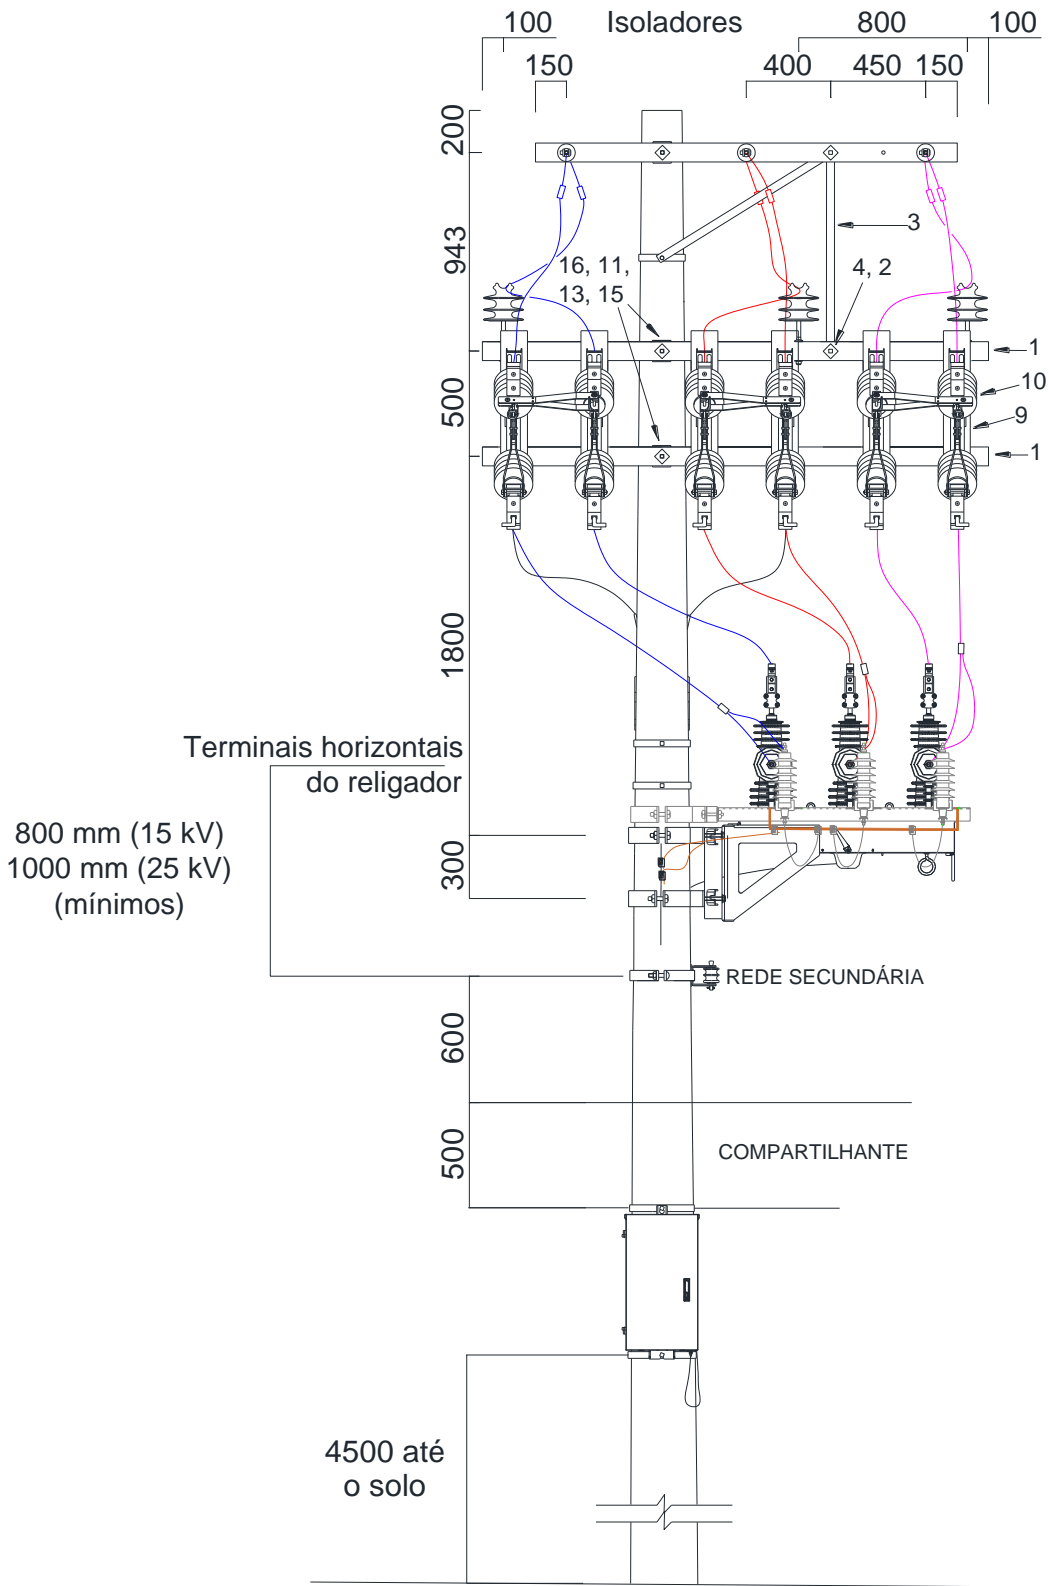 100
Isoladores
800
100
150
400
450
150
200
943
3
16, 11,
13, 15
4, 2
1
10
9
1
500
1800
Terminais horizontais
do religador
800 mm (15 kV)
1000 mm (25 kV)
(mínimos)
300
REDE SECUNDÁRIA
600
COMPARTILHANTE
500
4500 até
o solo